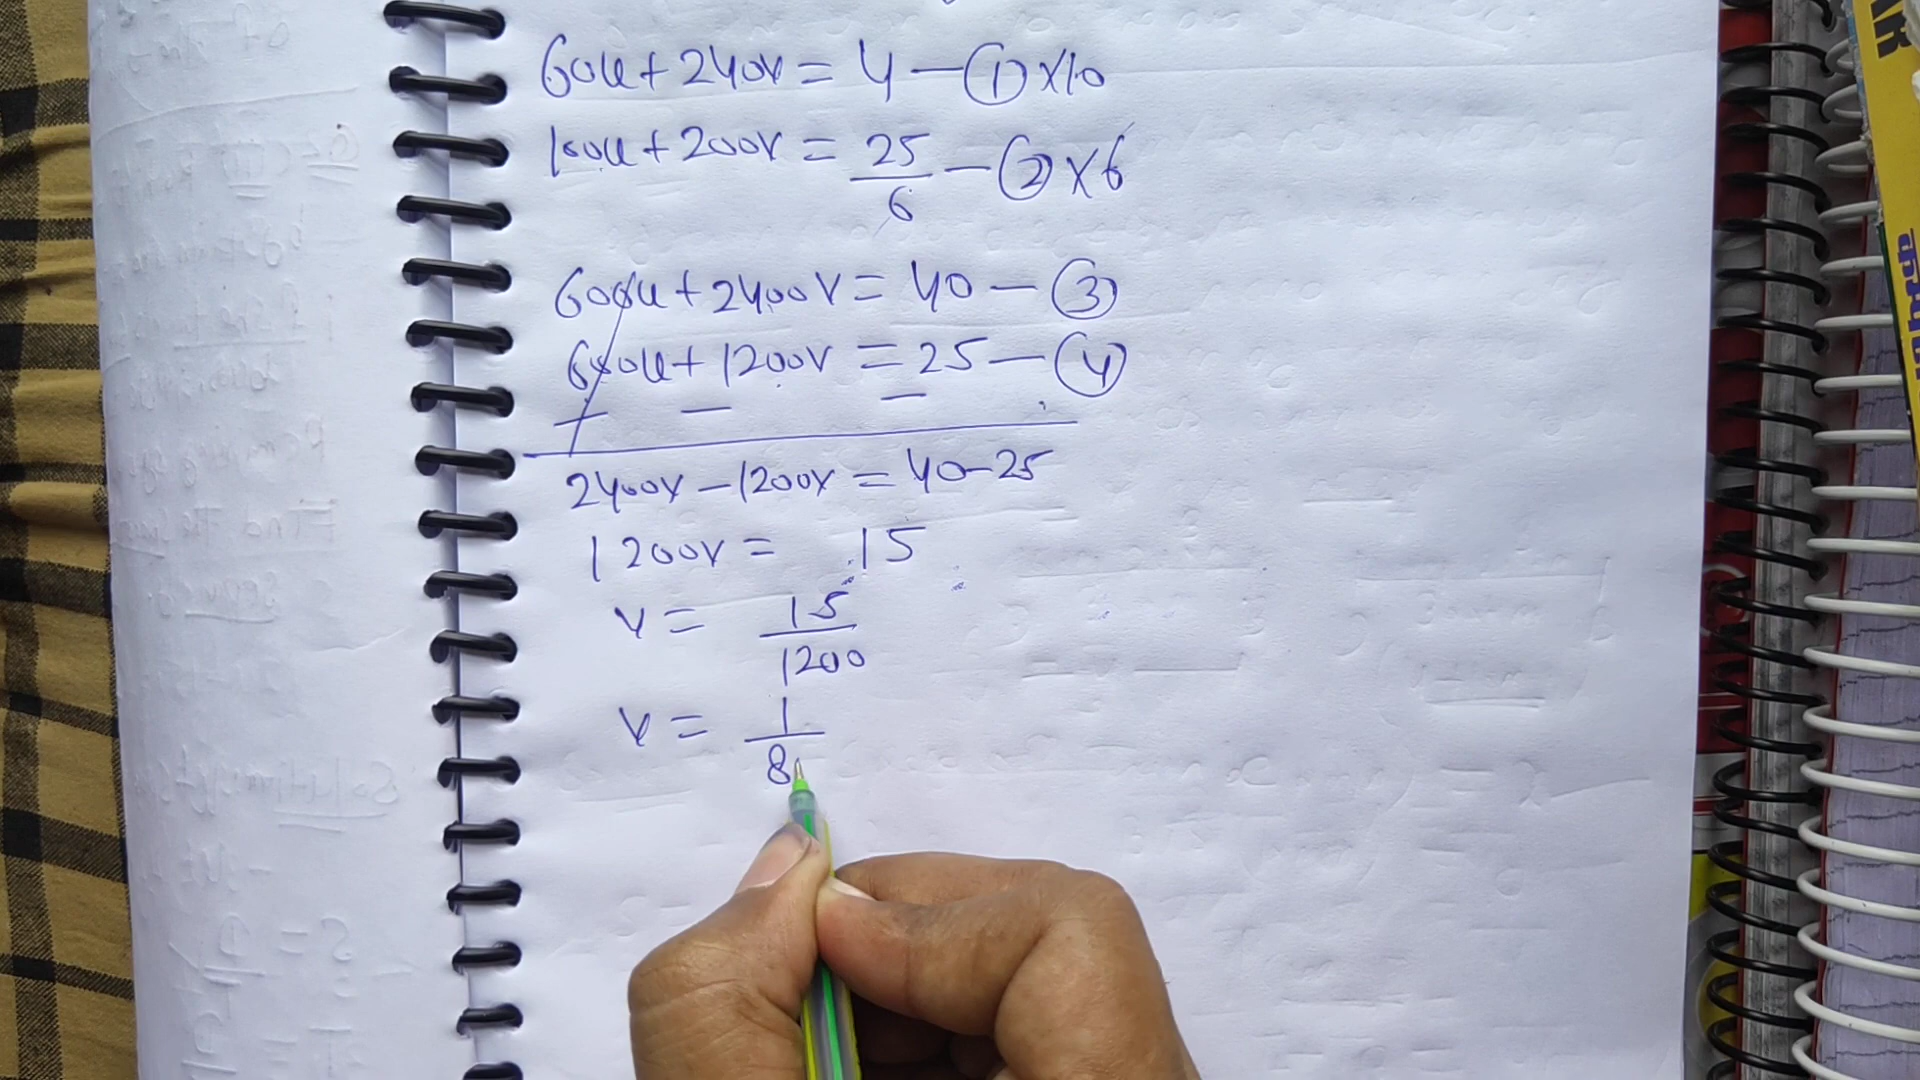 60u + 240v = 4 — ① × 10
100u + 200v = 25/6 — ② × 6
600u + 2400v = 40 — ③
600u + 1200v = 25 — ④
— — —
2400v – 1200v = 40 – 25
1200v = 15
v = 15/1200
v = 1/8